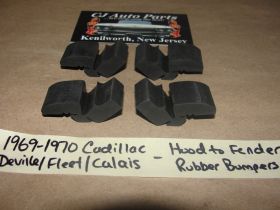 CJ Auto Parts
Kenilworth, New Jersey
1969-1970 Cadillac - Hood to Fender
Deville/Fleet/Calais Rubber Bumpers